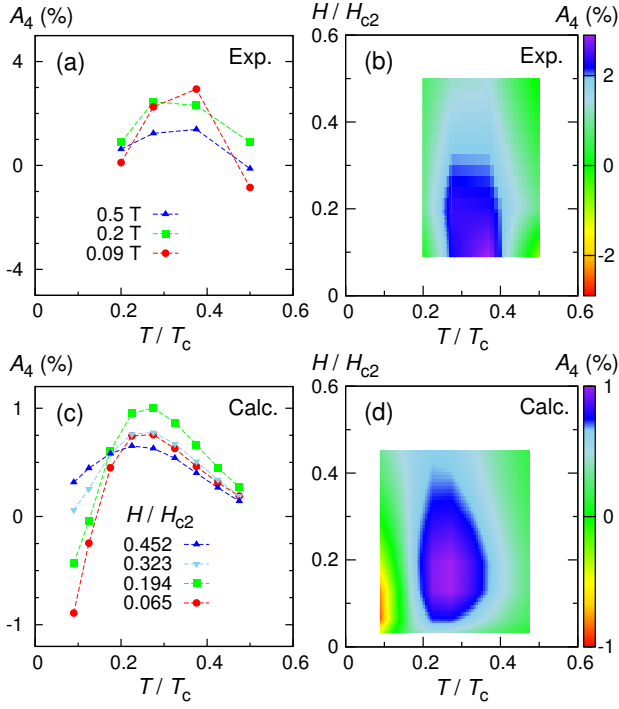 A4 (%)
H / Hc2
A4 (%)
(a)
Exp.
(b)
Exp.
4
2
0
-2
-4
0.5 T
0.2 T
0.09 T
0
0.2
0.4
0.6
T / Tc
0.6
0.4
0.2
0
0
0.2
0.4
0.6
T / Tc
2
0
-2
A4 (%)
H / Hc2
A4 (%)
(c)
Calc.
(d)
Calc.
1
0
-1
H / Hc2
0.452
0.323
0.194
0.065
0
0.2
0.4
0.6
T / Tc
0.6
0.4
0.2
0
0
0.2
0.4
0.6
T / Tc
1
0
-1